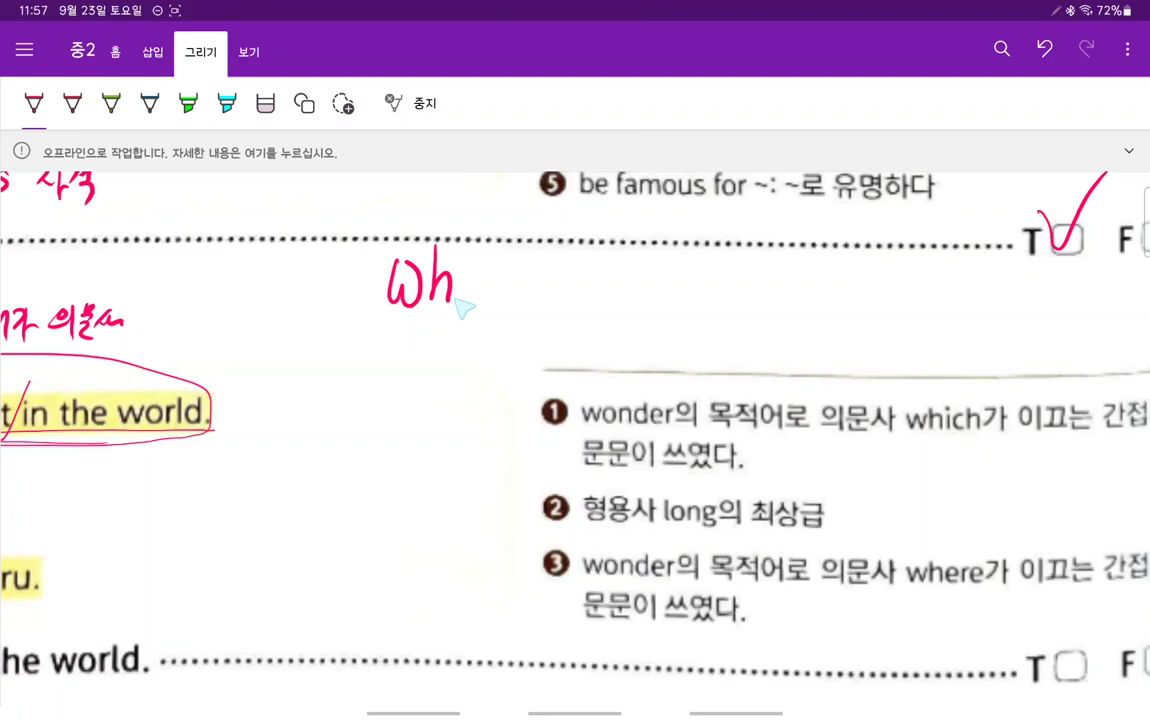 11:57 9월 23일 토요일 72%
중2 홈 삽입 그리기 보기
중지
오프라인으로 작업합니다. 자세한 내용은 여기를 누르십시오.
5 be famous for ~: ~로 유명하다
T F
Wh
의문사
t in the world.
1 wonder의 목적어로 의문사 which가 이끄는 간접
문문이 쓰였다.
2 형용사 long의 최상급
3 wonder의 목적어로 의문사 where가 이끄는 간접
문문이 쓰였다.
ru.
he world. T F